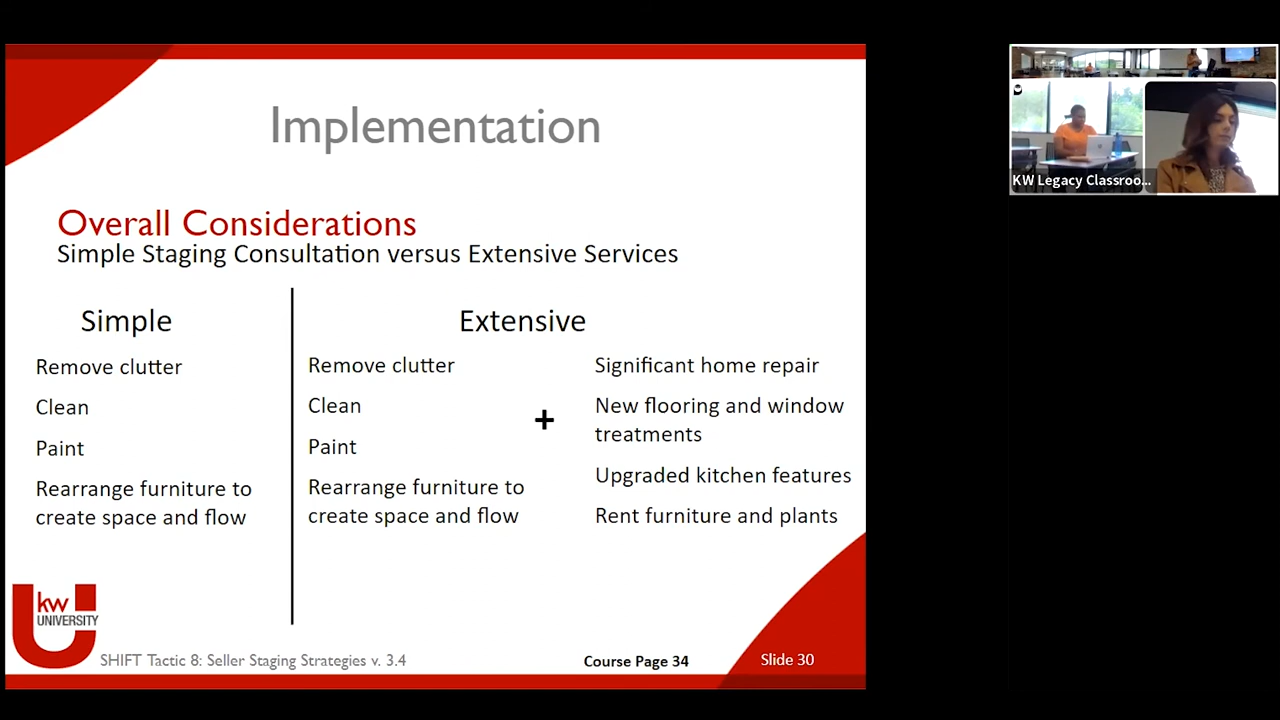 Implementation
Overall Considerations
Simple Staging Consultation versus Extensive Services
Simple
Remove clutter
Clean
Paint
Rearrange furniture to
create space and flow
Extensive
Remove clutter
Clean
Paint
Rearrange furniture to
create space and flow
+
Significant home repair
New flooring and window
treatments
Upgraded kitchen features
Rent furniture and plants
kw
UNIVERSITY
SHIFT Tactic 8: Seller Staging Strategies v. 3.4
Course Page 34
Slide 30
KW Legacy Classroo...